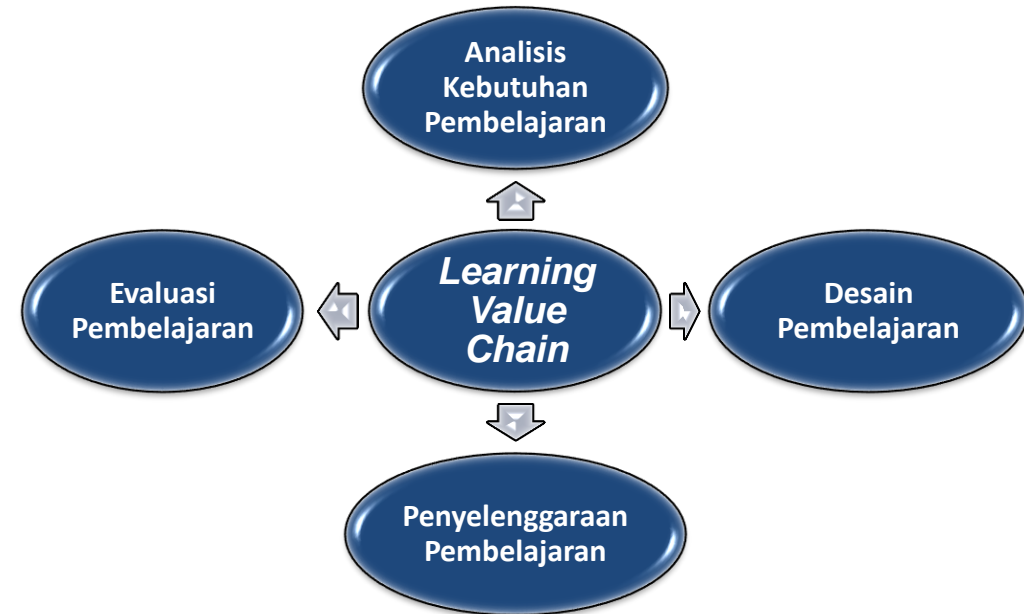 Analisis
Kebutuhan
Pembelajaran
Evaluasi
Pembelajaran
Learning
Value
Chain
Desain
Pembelajaran
Penyelenggaraan
Pembelajaran